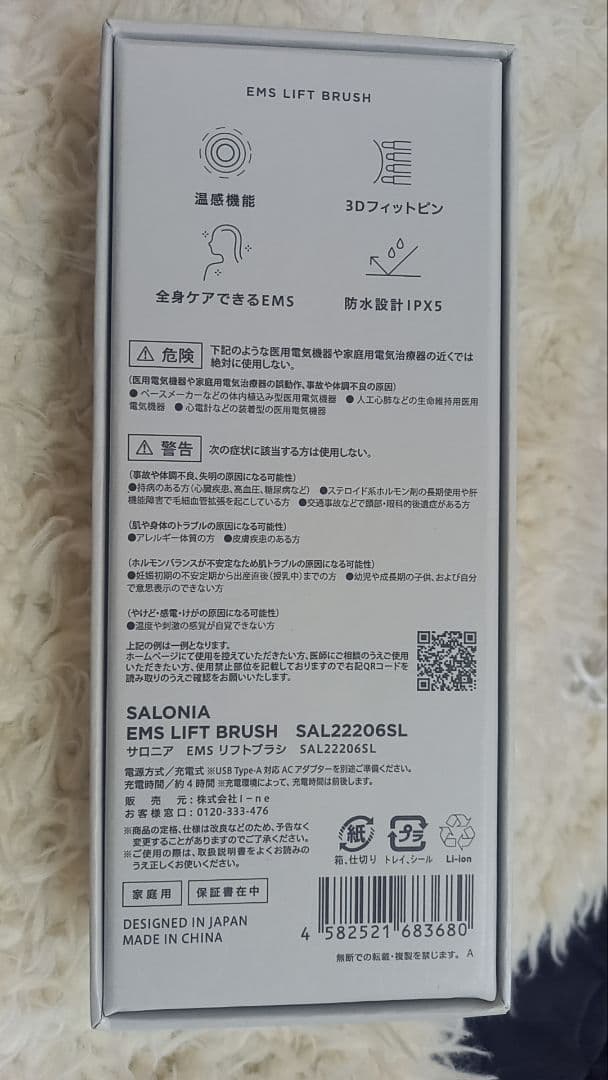 EMS LIFT BRUSH
温感機能
3Dフィットピン
全身ケアできるEMS
防水設計IPX5
危険
下記のような医用電気機器や家庭用電気治療器の近くでは
絶対に使用しない。
(医用電気機器や家庭用電気治療器の誤動作、事故や体調不良の原因)
●ペースメーカーなどの体内植込み型医用電気機器 ●人工心肺などの生命維持用医用
電気機器 ●心電計などの装着型の医用電気機器
警告
次の症状に該当する方は使用しない。
(事故や体調不良、失明の原因になる可能性)
●持病のある方(心臓疾患、高血圧、糖尿病など) ●ステロイド系ホルモン剤の長期使用や肝
機能障害で毛細血管拡張を起こしている方 ●交通事故などで頭部・眼科的後遺症がある方
(肌や身体のトラブルの原因になる可能性)
●アレルギー体質の方 ●皮膚疾患のある方
(ホルモンバランスが不安定なため肌トラブルの原因になる可能性)
●妊娠初期の不安定期から出産直後(授乳中)までの方 ●幼児や成長期の子供、および自分
で意思表示のできない方
(やけど・感電・けがの原因になる可能性)
●温度や刺激の感覚が自覚できない方
上記の例は一例となります。
ホームページにて使用を控えていただきたい方、医師にご相談のうえご使用
いただきたい方、使用禁止部位を記載しておりますので右記QRコードを
読み取りのうえご確認をお願いいたします。
SALONIA
EMS LIFT BRUSH SAL22206SL
サロニア EMS リフトブラシ SAL22206SL
電源方式/充電式 ※USB Type-A 対応 AC アダプターを別途ご準備ください。
充電時間/約4時間 ※充電環境によって、充電時間は前後します。
販売元:株式会社i-ne
お客様窓口:0120-333-476
※商品の定格、仕様は改良などのため、予告なく
変更することがありますのでご了承ください。
※ご使用の際は、取扱説明書をよくお読みの
うえ正しくお使いください。
紙
プラ
箱、仕切り
トレイ、シール
Li-ion
家庭用
保証書在中
DESIGNED IN JAPAN
MADE IN CHINA
4 582521 683680
無断での転載・複製を禁じます。 A